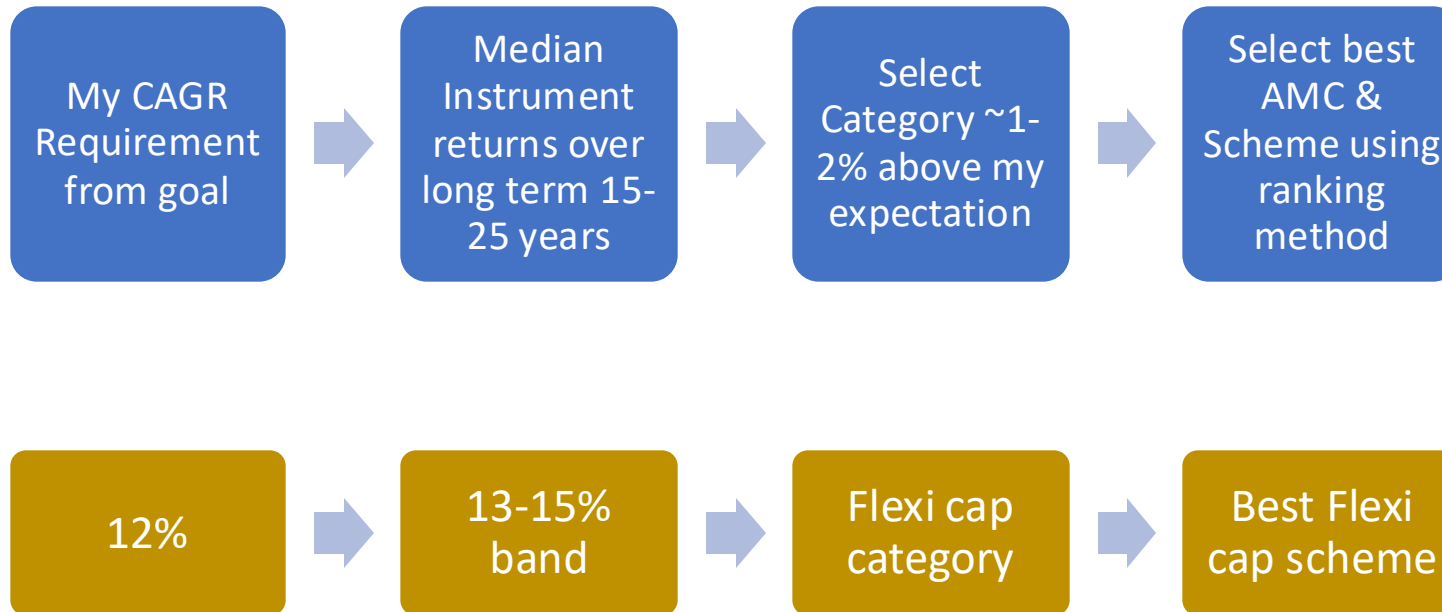 My CAGR
Requirement
from goal
Median
Instrument
returns over
long term 15-
25 years
Select
Category ~1-
2% above my
expectation
Select best
AMC &
Scheme using
ranking
method
12%
13-15%
band
Flexi cap
category
Best Flexi
cap scheme